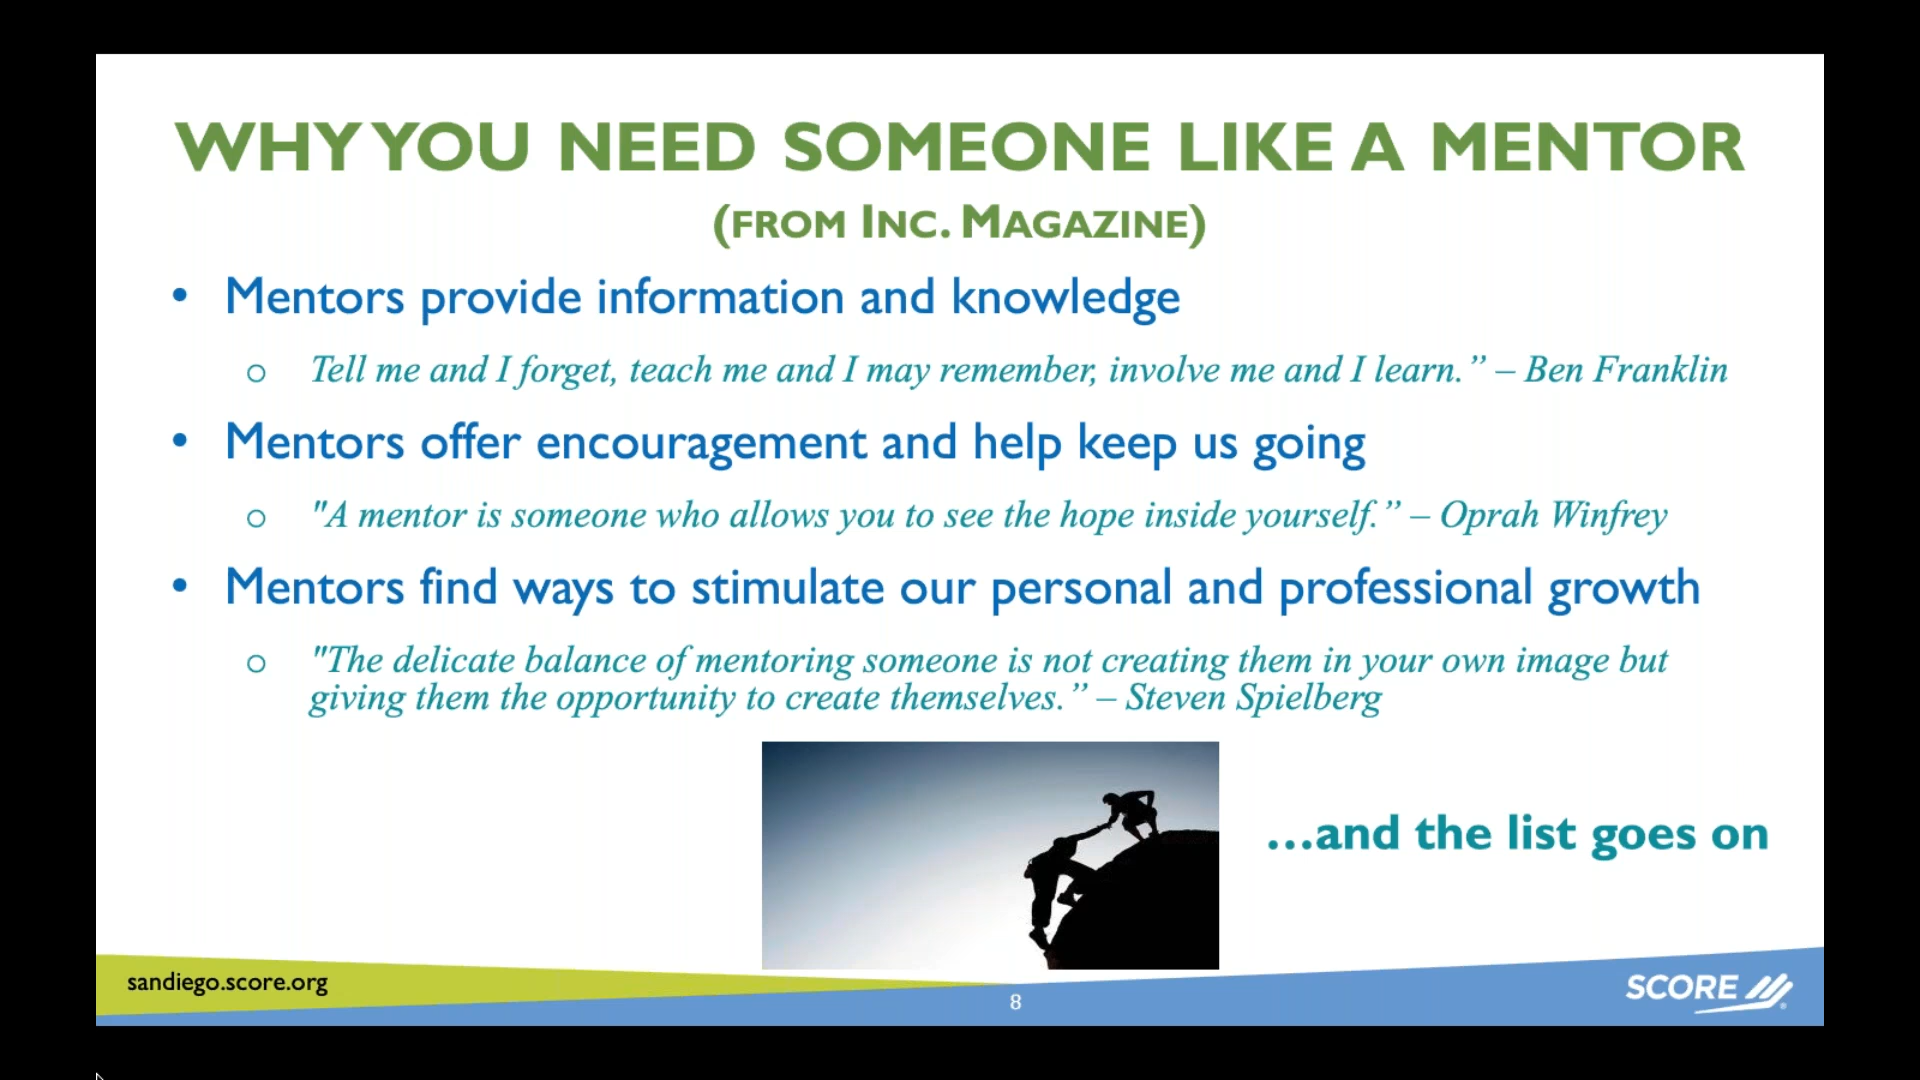 WHY YOU NEED SOMEONE LIKE A MENTOR
(FROM INC. MAGAZINE)
• Mentors provide information and knowledge
o Tell me and I forget, teach me and I may remember, involve me and I learn.” – Ben Franklin
• Mentors offer encouragement and help keep us going
o "A mentor is someone who allows you to see the hope inside yourself.” – Oprah Winfrey
• Mentors find ways to stimulate our personal and professional growth
o "The delicate balance of mentoring someone is not creating them in your own image but
giving them the opportunity to create themselves.” – Steven Spielberg
...and the list goes on
sandiego.score.org
8
SCORE